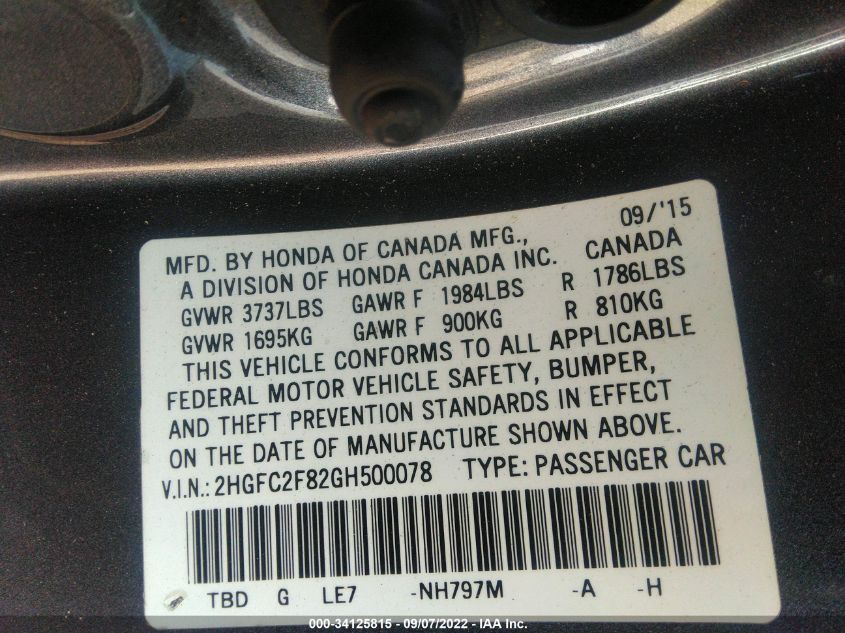 09/'15
MFD. BY HONDA OF CANADA MFG., CANADA
A DIVISION OF HONDA CANADA INC.
GVWR 3737LBS GAWR F 1984LBS R 1786LBS
GVWR 1695KG GAWR F 900KG R 810KG
THIS VEHICLE CONFORMS TO ALL APPLICABLE
FEDERAL MOTOR VEHICLE SAFETY, BUMPER,
AND THEFT PREVENTION STANDARDS IN EFFECT
ON THE DATE OF MANUFACTURE SHOWN ABOVE.
V.I.N.: 2HGFC2F82GH500078 TYPE: PASSENGER CAR
TBD G LE7 -NH797M -A -H
000-34125815 - 09/07/2022 - IAA Inc.